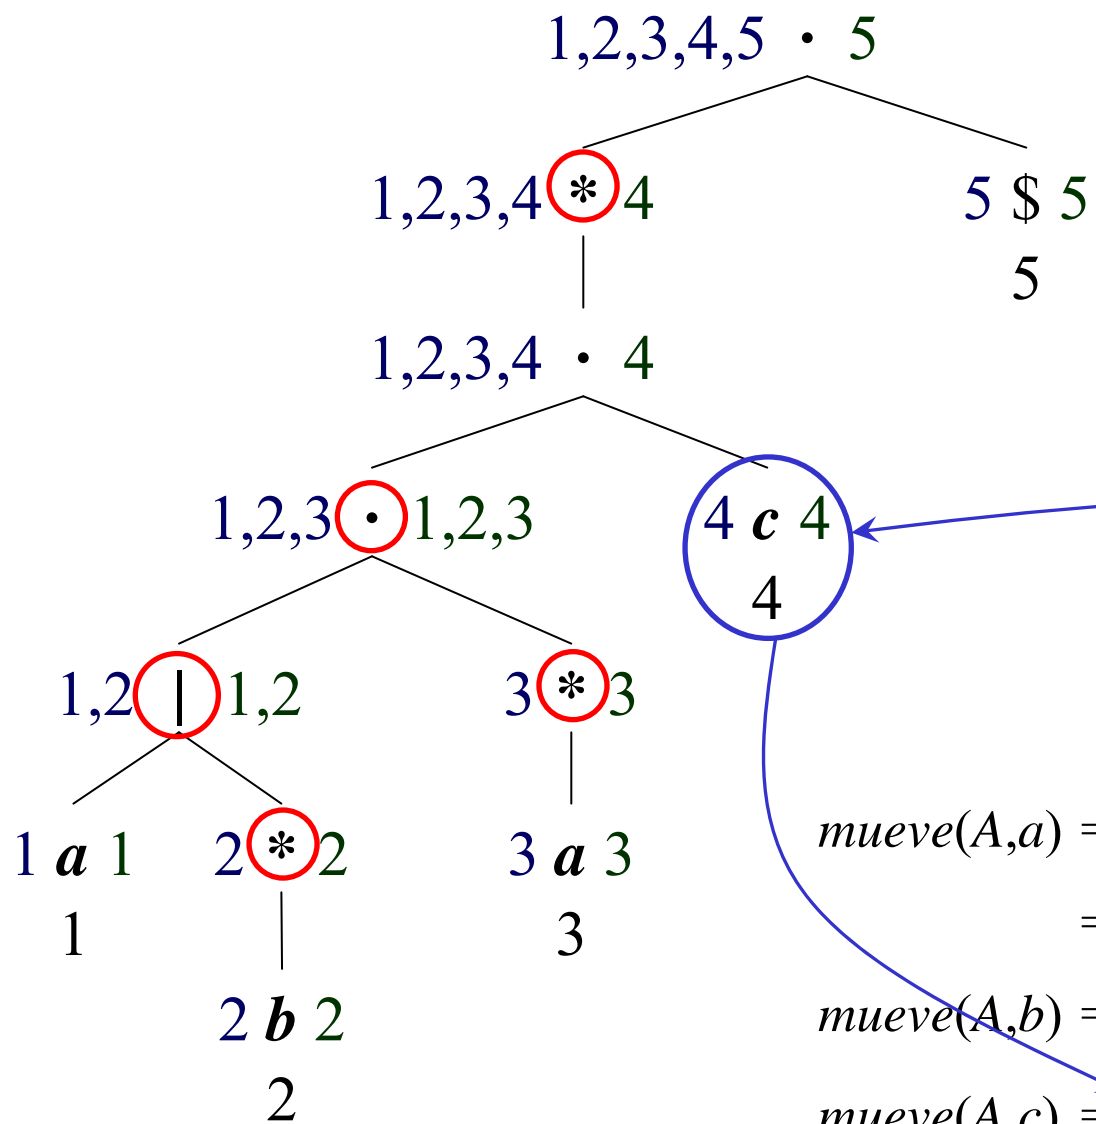 1,2,3,4,5 · 5
1,2,3,4 * 4
5 $ 5
5
1,2,3,4 · 4
1,2,3 · 1,2,3
4 c 4
4
1,2 | 1,2
3 * 3
1 a 1
2 * 2
3 a 3
mueve(A,a) =
1
3
=
2 b 2
mueve(A,b) =
2
mueve(A,c) =